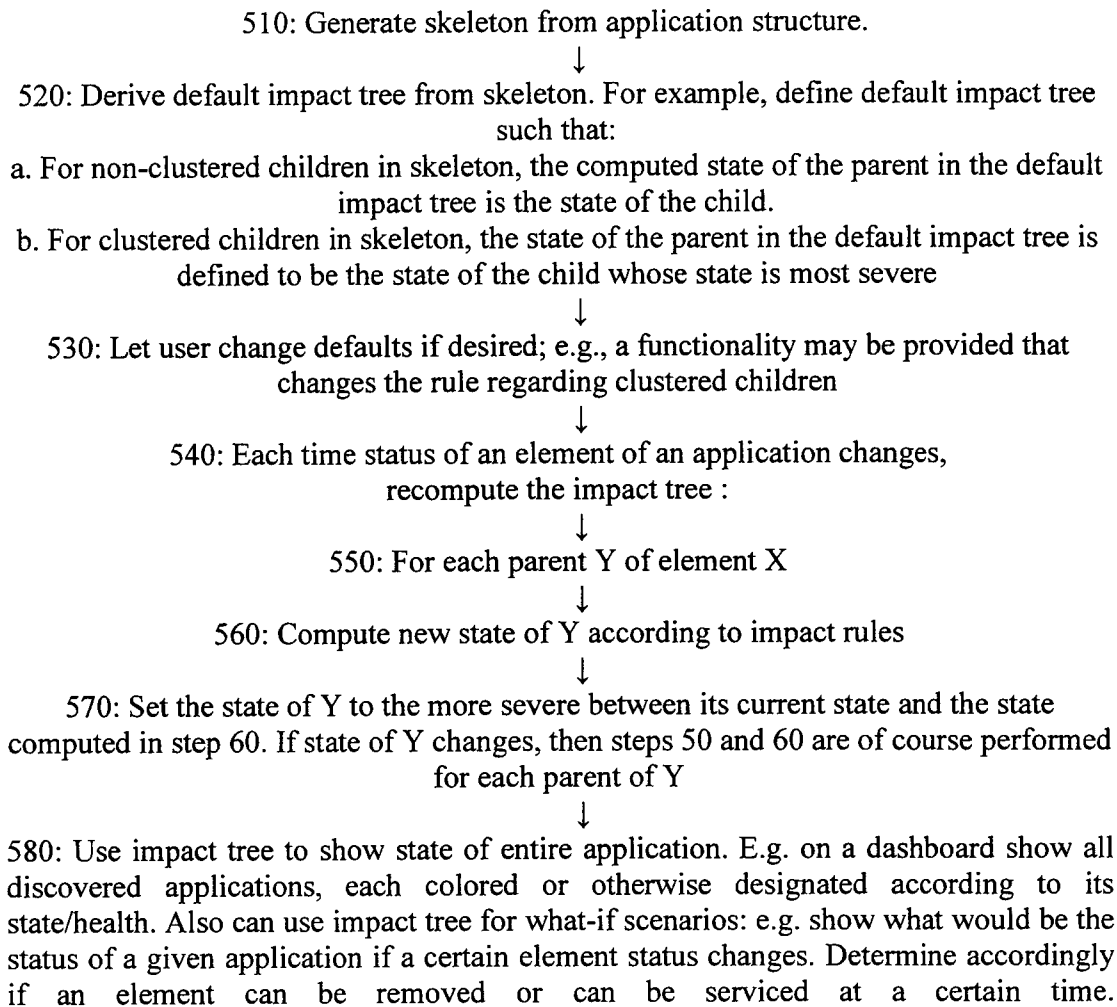 510: Generate skeleton from application structure.
↓
520: Derive default impact tree from skeleton. For example, define default impact tree
such that:
a. For non-clustered children in skeleton, the computed state of the parent in the default
impact tree is the state of the child.
b. For clustered children in skeleton, the state of the parent in the default impact tree is
defined to be the state of the child whose state is most severe
↓
530: Let user change defaults if desired; e.g., a functionality may be provided that
changes the rule regarding clustered children
↓
540: Each time status of an element of an application changes,
recompute the impact tree :
↓
550: For each parent Y of element X
↓
560: Compute new state of Y according to impact rules
↓
570: Set the state of Y to the more severe between its current state and the state
computed in step 60. If state of Y changes, then steps 50 and 60 are of course performed
for each parent of Y
↓
580: Use impact tree to show state of entire application. E.g. on a dashboard show all
discovered applications, each colored or otherwise designated according to its
state/health. Also can use impact tree for what-if scenarios: e.g. show what would be the
status of a given application if a certain element status changes. Determine accordingly
if an element can be removed or can be serviced at a certain time.